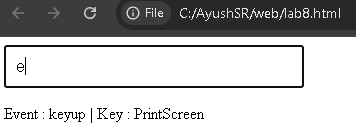 File C:/AyushSR/web/lab8.html
e
Event : keyup | Key : PrintScreen